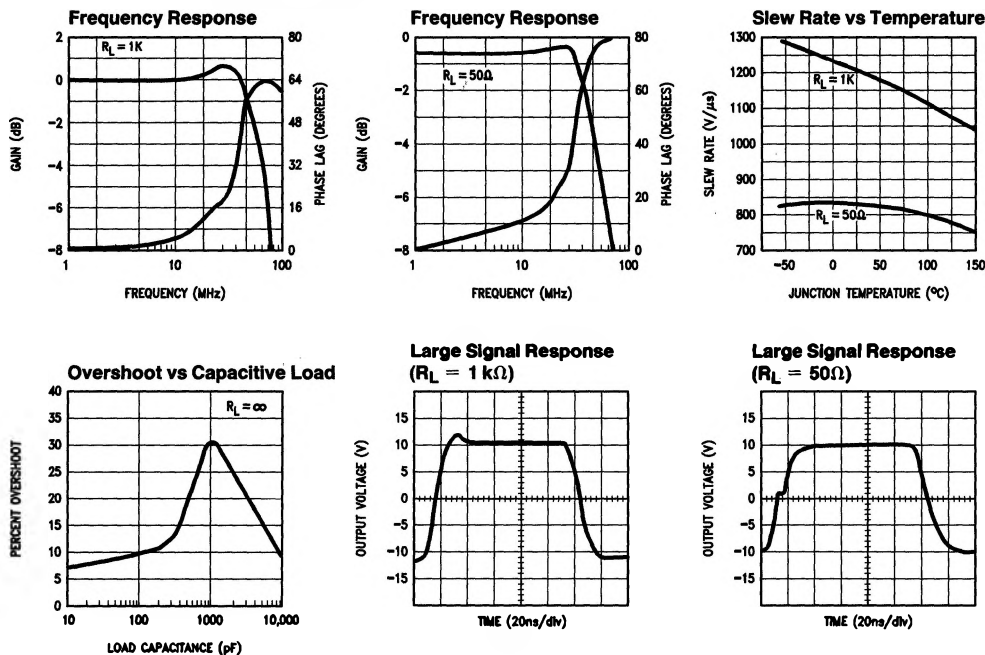 Frequency Response
R_L = 1K
GAIN (dB)
2
0
-2
-4
-6
-8
PHASE LAG (DEGREES)
80
64
48
32
16
0
1
10
100
FREQUENCY (MHz)
Frequency Response
R_L = 50Ω
GAIN (dB)
0
-2
-4
-6
-8
PHASE LAG (DEGREES)
80
60
40
20
0
1
10
100
FREQUENCY (MHz)
Slew Rate vs Temperature
R_L = 1K
R_L = 50Ω
SLEW RATE (V/μs)
1300
1200
1100
1000
900
800
700
-50
0
50
100
150
JUNCTION TEMPERATURE (°C)
Overshoot vs Capacitive Load
R_L = ∞
PERCENT OVERSHOOT
40
35
30
25
20
15
10
5
0
10
100
1000
10,000
LOAD CAPACITANCE (pF)
Large Signal Response
(R_L = 1 kΩ)
OUTPUT VOLTAGE (V)
15
10
5
0
-5
-10
-15
TIME (20ns/div)
Large Signal Response
(R_L = 50Ω)
OUTPUT VOLTAGE (V)
15
10
5
0
-5
-10
-15
TIME (20ns/div)